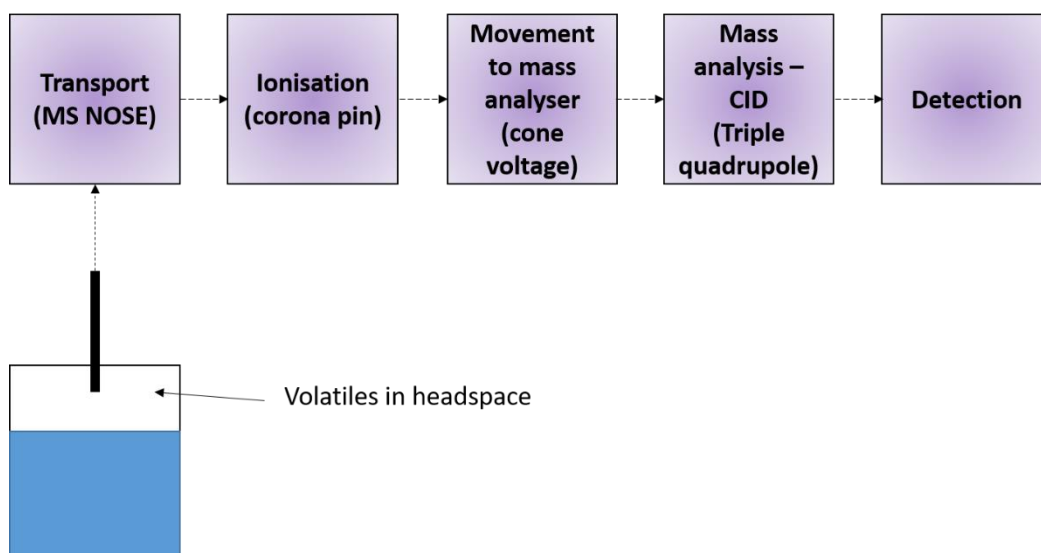 Transport
(MS NOSE)
Ionisation
(corona pin)
Movement
to mass
analyser
(cone
voltage)
Mass
analysis –
CID
(Triple
quadrupole)
Detection
Volatiles in headspace